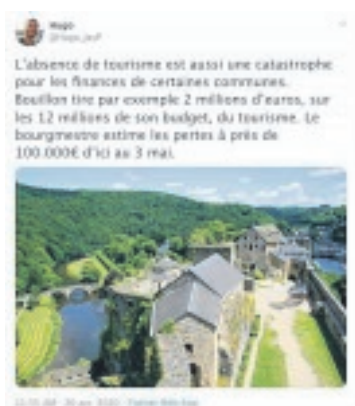 Hugo
L'absence de tourisme est aussi une catastrophe
pour les finances de certaines communes.
Bouillon tire par exemple 2 millions d'euros, sur
les 12 millions de son budget, du tourisme. Le
bourgmestre estime les pertes à près de
100.000€ d'ici au 3 mai.